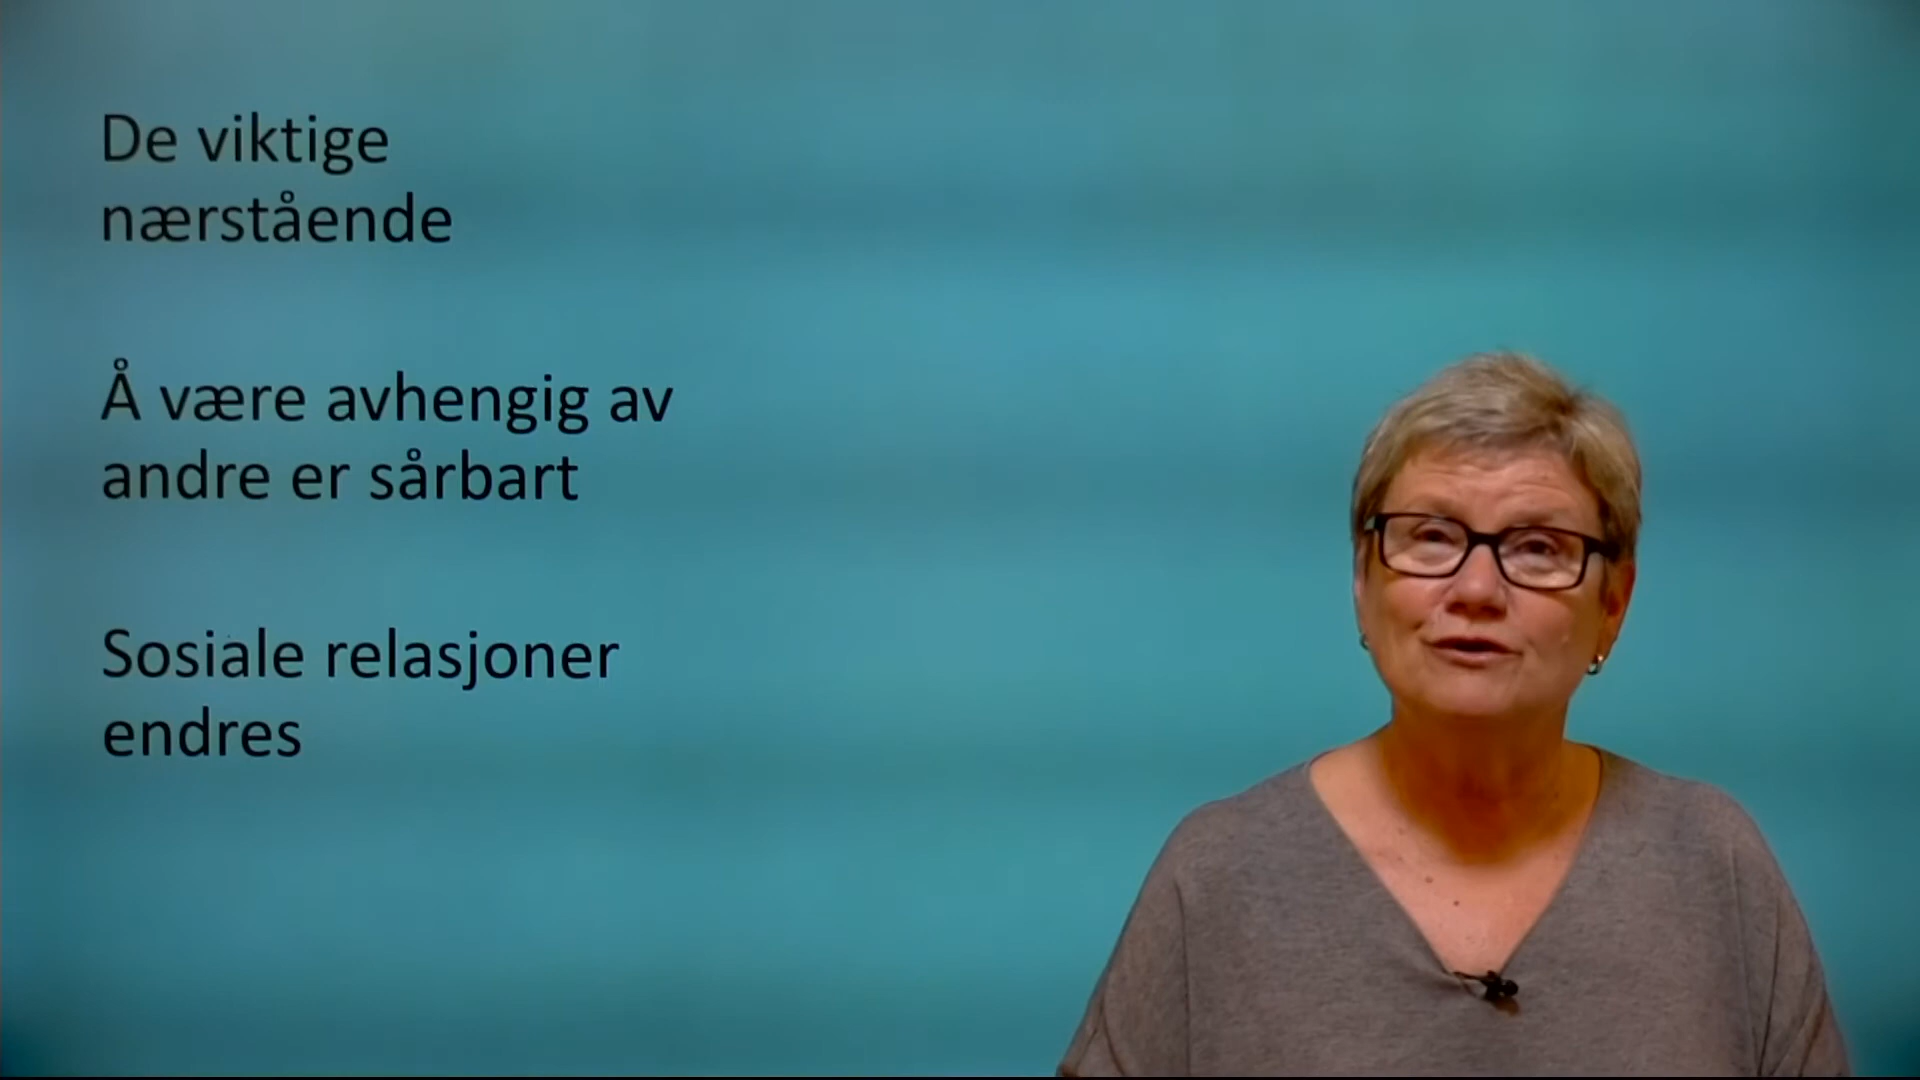 De viktige
nærstående
Å være avhengig av
andre er sårbart
Sosiale relasjoner
endres